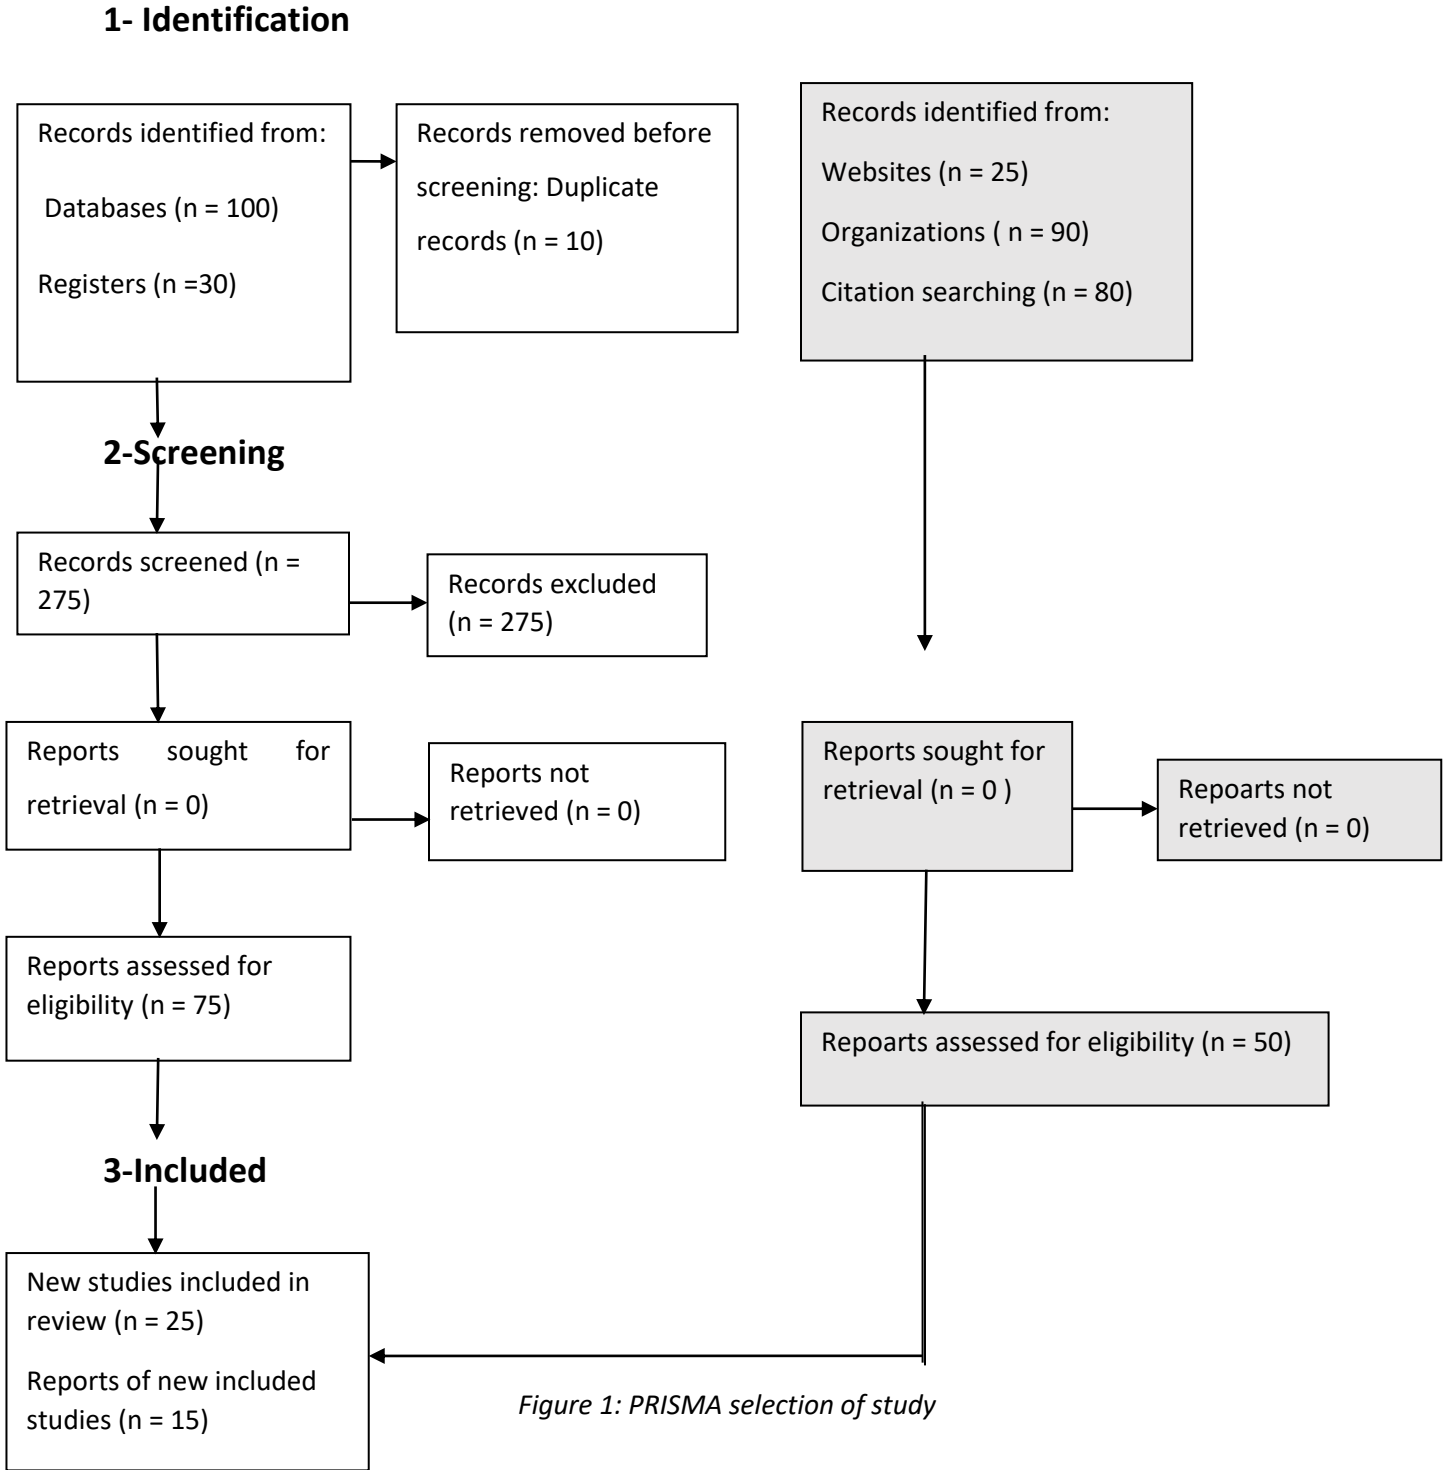 1- Identification
Records identified from:
Databases (n = 100)
Registers (n =30)
Records removed before
screening: Duplicate
records (n = 10)
Records identified from:
Websites (n = 25)
Organizations ( n = 90)
Citation searching (n = 80)
2-Screening
Records screened (n =
275)
Records excluded
(n = 275)
Reports sought for
retrieval (n = 0)
Reports not
retrieved (n = 0)
Reports sought for
retrieval (n = 0 )
Repoarts not
retrieved (n = 0)
Reports assessed for
eligibility (n = 75)
Repoarts assessed for eligibility (n = 50)
3-Included
New studies included in
review (n = 25)
Reports of new included
studies (n = 15)
Figure 1: PRISMA selection of study